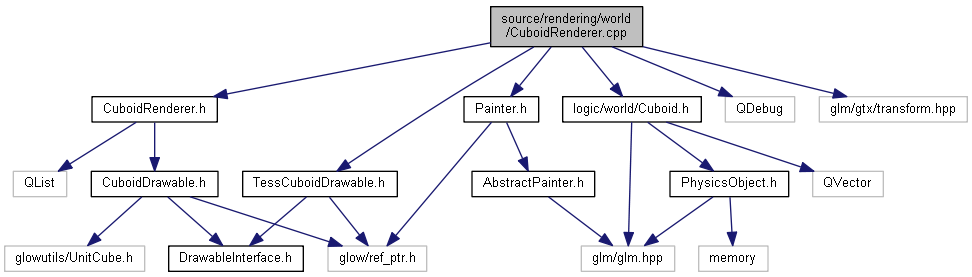 source/rendering/world
/CuboidRenderer.cpp
CuboidRenderer.h
Painter.h
logic/world/Cuboid.h
QDebug
glm/gtx/transform.hpp
QList
CuboidDrawable.h
TessCuboidDrawable.h
AbstractPainter.h
PhysicsObject.h
QVector
glowutils/UnitCube.h
DrawableInterface.h
glow/ref_ptr.h
glm/glm.hpp
memory